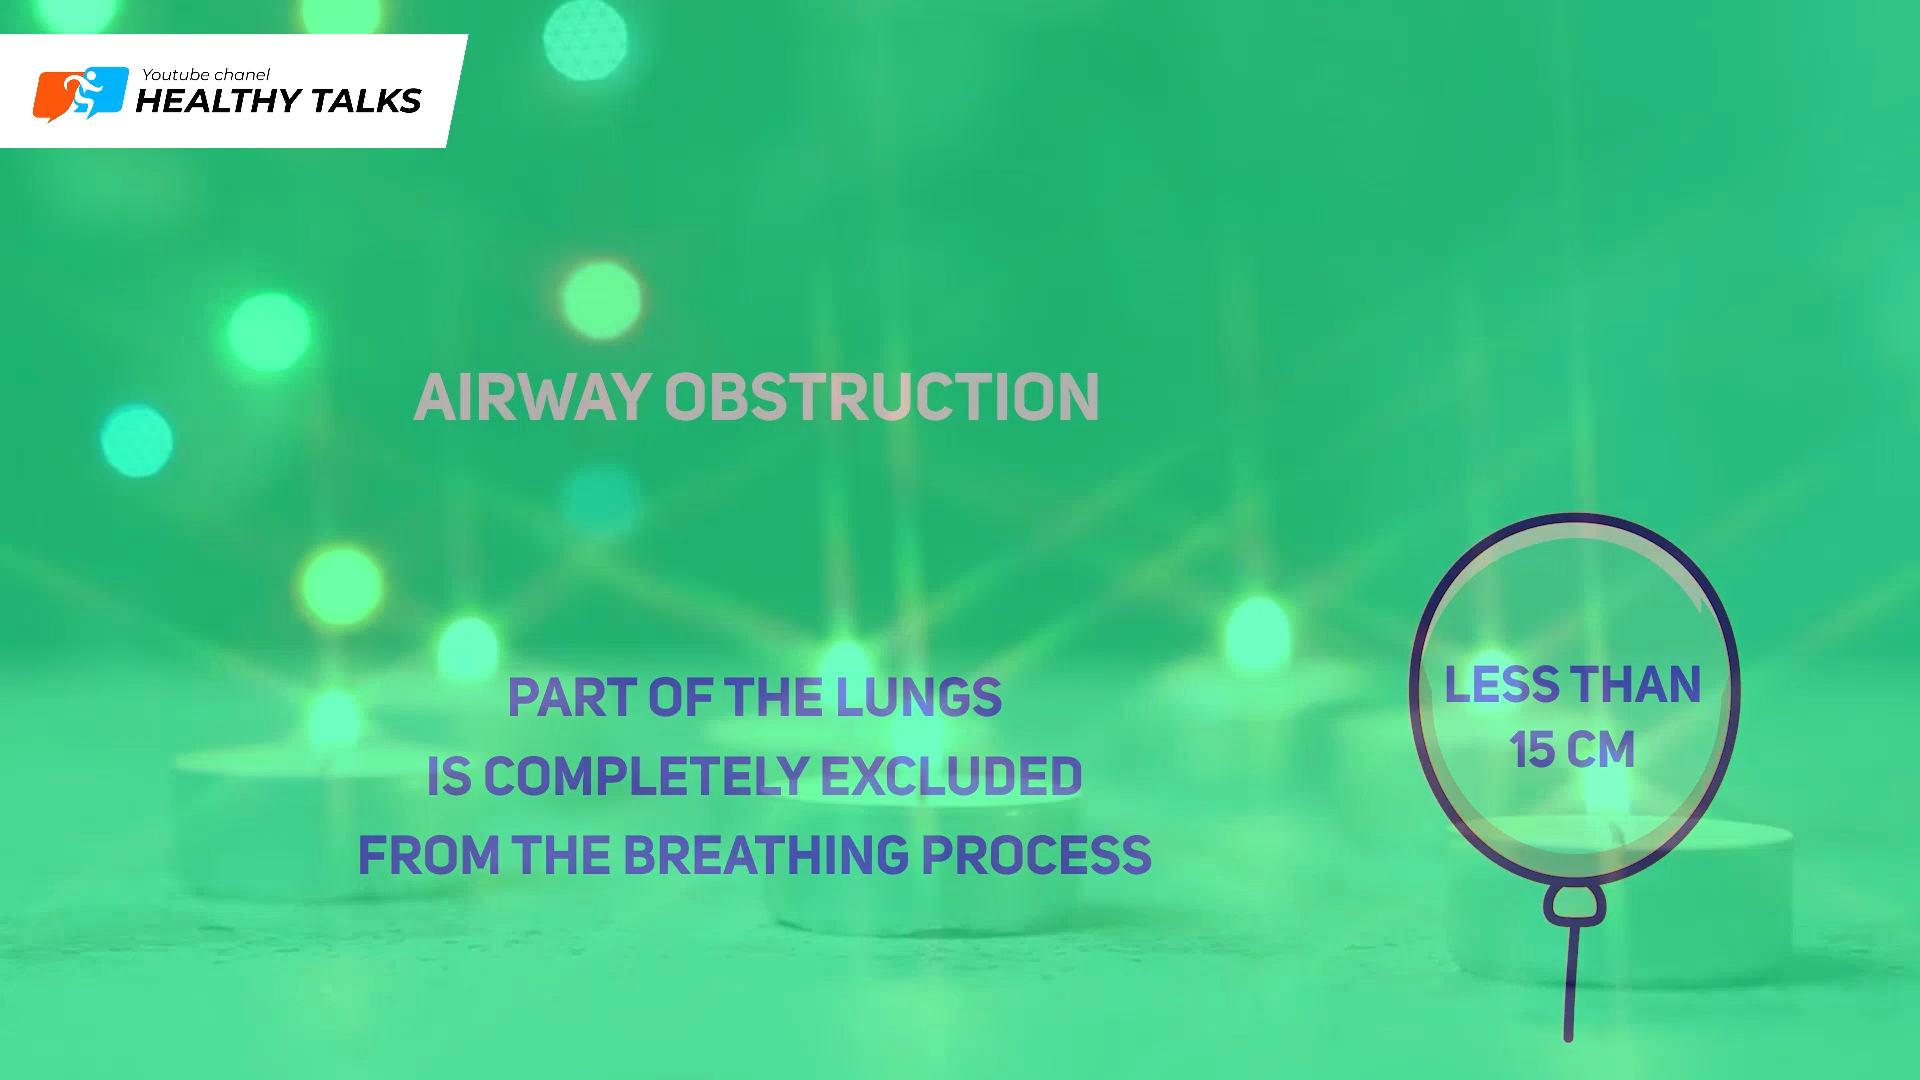 Youtube chanel
HEALTHY TALKS
AIRWAY OBSTRUCTION
PART OF THE LUNGS
IS COMPLETELY EXCLUDED
FROM THE BREATHING PROCESS
LESS THAN
15 CM